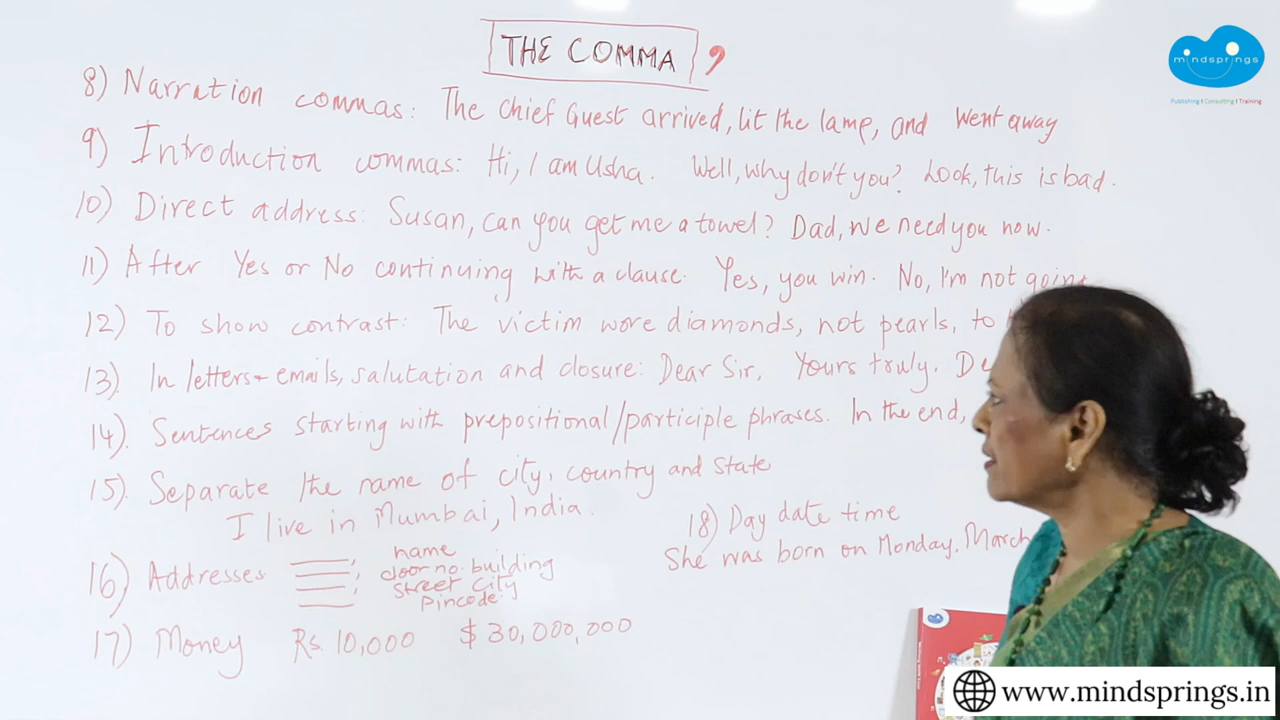 THE COMMA ,
mindsprings
Publishing | Consulting | Training
8) Narration commas: The Chief Guest arrived, lit the lamp, and went away
9) Introduction commas: Hi, I am Usha. Well, why don't you? Look, this is bad.
10) Direct address: Susan, can you get me a towel? Dad, we need you now.
11) After Yes or No continuing with a clause. Yes, you win. No, I'm not going
12) To show contrast: The victim wore diamonds, not pearls, to
13) In letters + emails, salutation and closure: Dear Sir, Yours truly, De
14) Sentences starting with prepositional/participle phrases. In the end,
15) Separate the name of city, country and state
I live in Mumbai, India.
16) Addresses
name
door no. building
street city
Pincode.
17) Money Rs. 10,000 $ 30,000,000
18) Day date time
She was born on Monday, March
www.mindsprings.in